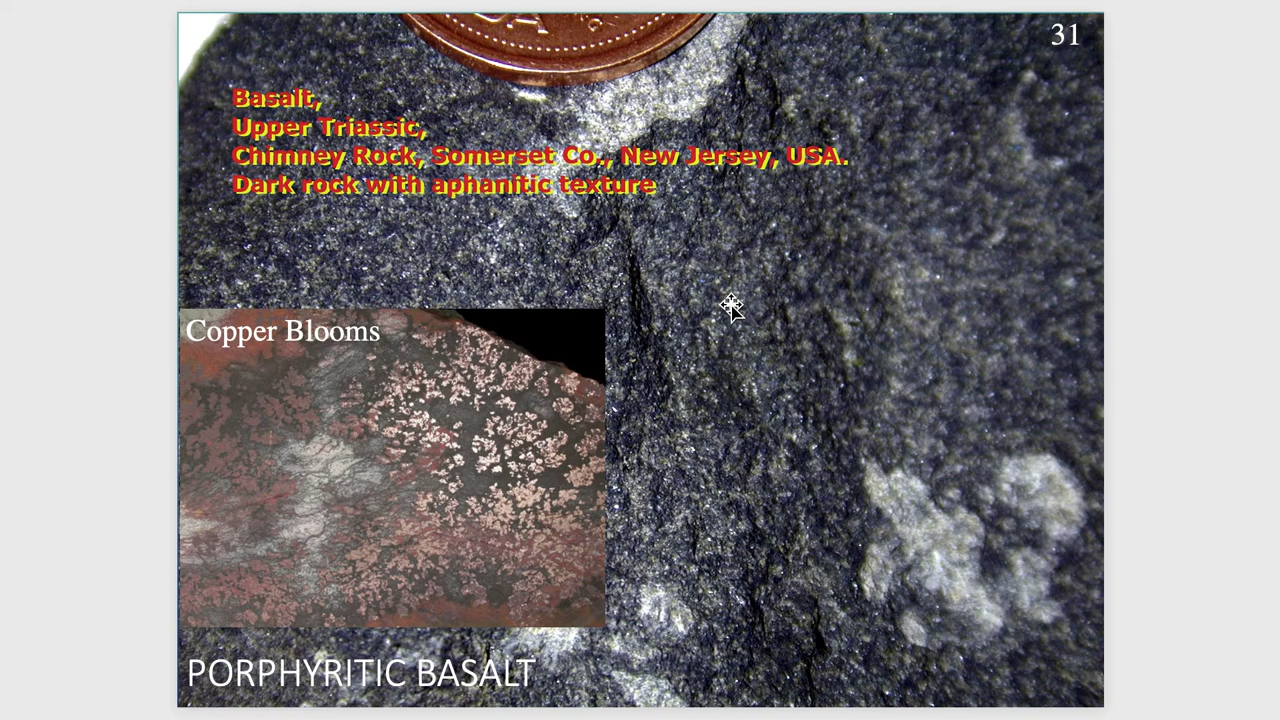 31
Basalt,
Upper Triassic,
Chimney Rock, Somerset Co., New Jersey, USA.
Dark rock with aphanitic texture
Copper Blooms
PORPHYRITIC BASALT